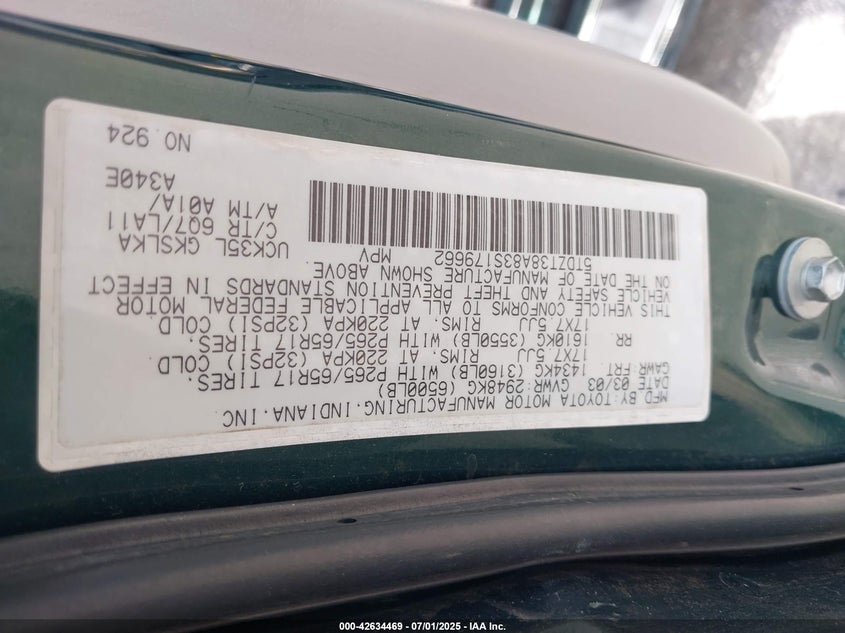 MFD BY:TOYOTA MOTOR MANUFACTURING.INDIANA.INC
DATE 03/03 GVWR 2948KG (6500LB)
GAWR:FRT 1434KG (3160LB) WITH P265/65R17 TIRES.
17X7.5JJ RIMS. AT 220KPA (32PSI) COLD
RR. 1610KG (3550LB) WITH P265/65R17 TIRES.
17X7.5JJ RIMS. AT 220KPA (32PSI) COLD
THIS VEHICLE CONFORMS TO ALL APPLICABLE FEDERAL MOTOR
VEHICLE SAFETY AND THEFT PREVENTION STANDARDS IN EFFECT
ON THE DATE OF MANUFACTURE SHOWN ABOVE.
5TDZT38A83S179662 MPV
UCK35L GKSLKA
C/TR 6Q7/LA11
A/TM A01A/
A340E
NO.924
000-42634469 - 07/01/2025 - IAA Inc.